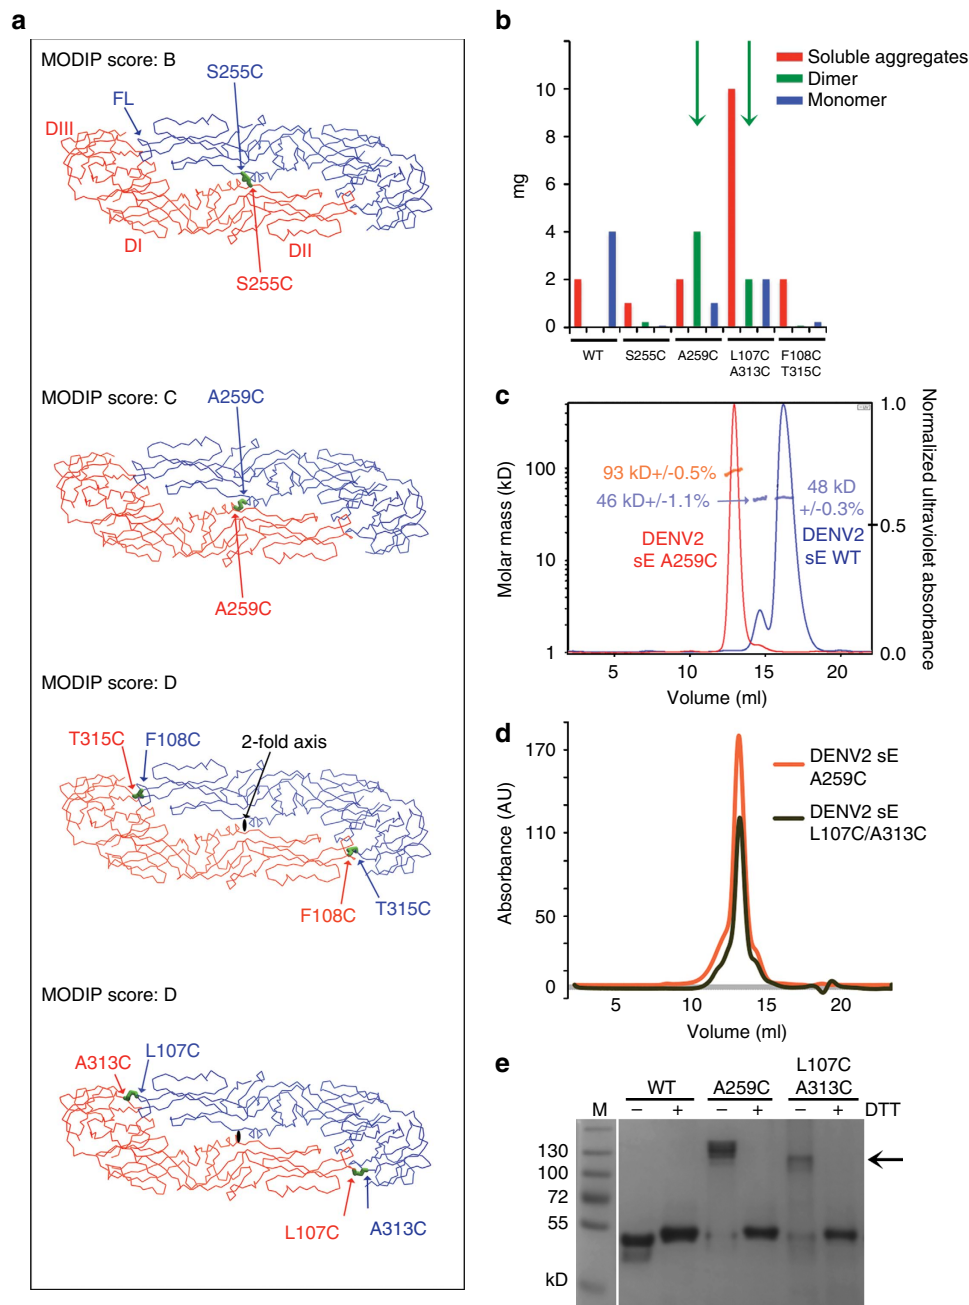 a
MODIP score: B
S255C
FL
DIII
DI
DII
S255C
MODIP score: C
A259C
A259C
MODIP score: D
T315C
F108C
2-fold axis
F108C
T315C
MODIP score: D
L107C
A313C
L107C
A313C
b
Soluble aggregates
Dimer
Monomer
mg
10
8
6
4
2
0
WT
S255C
A259C
L107C
A313C
F108C
T315C
c
Molar mass (kD)
100
10
1
93 kD+/-0.5%
46 kD+/-1.1%
48 kD
+/-0.3%
DENV2
sE A259C
DENV2
sE WT
1.0
0.5
0.0
Normalized ultraviolet absorbance
5
10
15
20
Volume (ml)
d
Absorbance (AU)
170
110
50
0
DENV2 sE
A259C
DENV2 sE
L107C/A313C
5
10
15
20
Volume (ml)
e
WT
A259C
L107C
A313C
M
− + − + − + DTT
130
100
72
55
kD